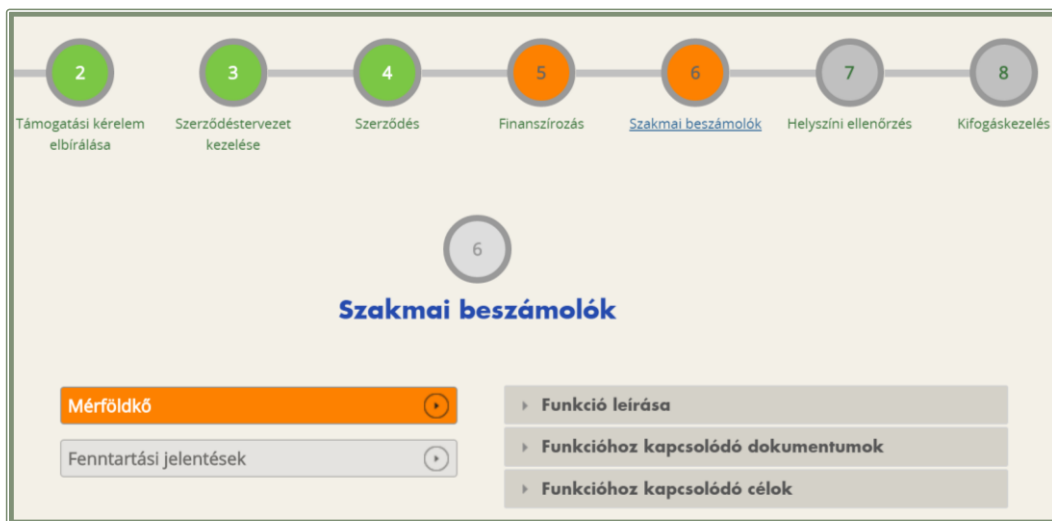 2
3
4
5
6
7
8
Támogatási kérelem
elbírálása
Szerződéstervezet
kezelése
Szerződés
Finanszírozás
Szakmai beszámolók
Helyszíni ellenőrzés
Kifogáskezelés
6
Szakmai beszámolók
Mérföldkő
Fenntartási jelentések
Funkció leírása
Funkcióhoz kapcsolódó dokumentumok
Funkcióhoz kapcsolódó célok